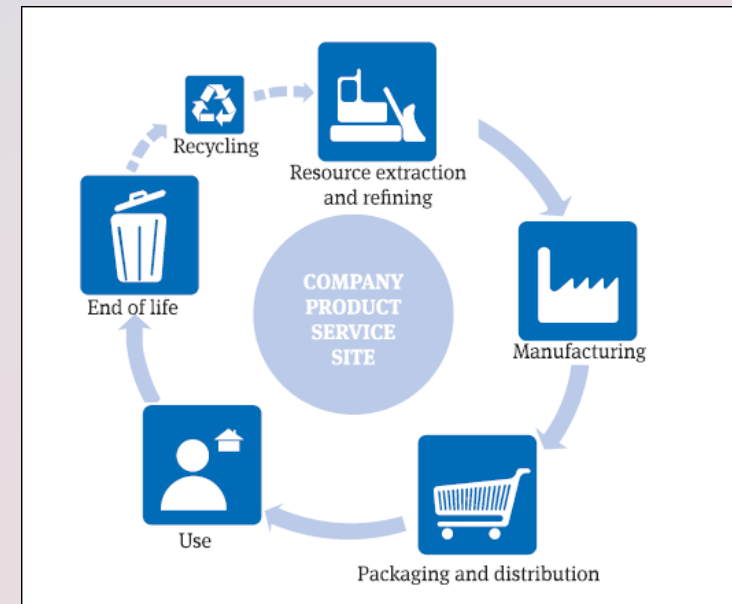 Recycling
Resource extraction
and refining
End of life
COMPANY
PRODUCT
SERVICE
SITE
Manufacturing
Use
Packaging and distribution